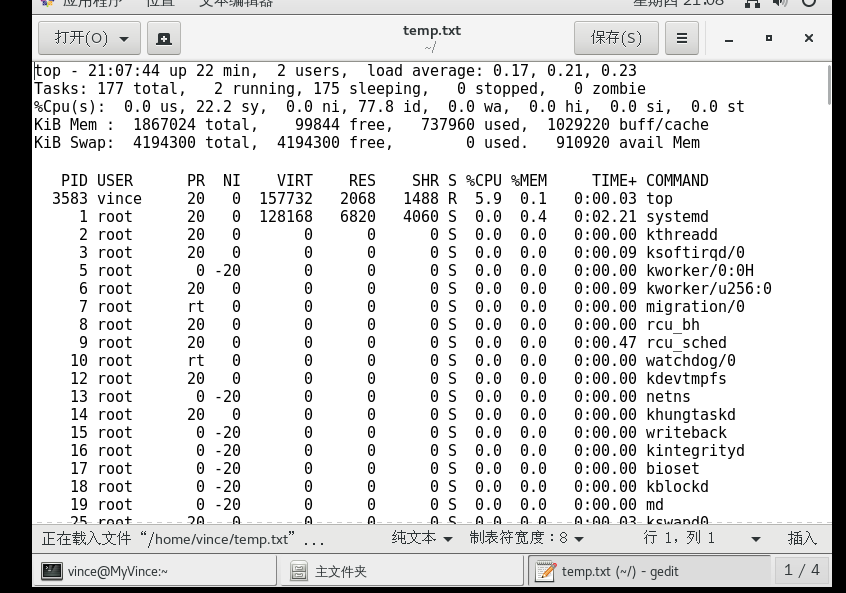 应用程序 位置 文本编辑器 星期四 21:08
打开(O) temp.txt 保存(S)
~/
top - 21:07:44 up 22 min,  2 users,  load average: 0.17, 0.21, 0.23
Tasks: 177 total,   2 running, 175 sleeping,   0 stopped,   0 zombie
%Cpu(s):  0.0 us, 22.2 sy,  0.0 ni, 77.8 id,  0.0 wa,  0.0 hi,  0.0 si,  0.0 st
KiB Mem :  1867024 total,    99844 free,   737960 used,  1029220 buff/cache
KiB Swap:  4194300 total,  4194300 free,        0 used.   910920 avail Mem
PID USER PR NI VIRT RES SHR S %CPU %MEM TIME+ COMMAND
3583 vince 20 0 157732 2068 1488 R 5.9 0.1 0:00.03 top
1 root 20 0 128168 6820 4060 S 0.0 0.4 0:02.21 systemd
2 root 20 0 0 0 0 S 0.0 0.0 0:00.00 kthreadd
3 root 20 0 0 0 0 S 0.0 0.0 0:00.09 ksoftirqd/0
5 root 0 -20 0 0 0 S 0.0 0.0 0:00.00 kworker/0:0H
6 root 20 0 0 0 0 S 0.0 0.0 0:00.09 kworker/u256:0
7 root rt 0 0 0 0 S 0.0 0.0 0:00.00 migration/0
8 root 20 0 0 0 0 S 0.0 0.0 0:00.00 rcu_bh
9 root 20 0 0 0 0 S 0.0 0.0 0:00.47 rcu_sched
10 root rt 0 0 0 0 S 0.0 0.0 0:00.00 watchdog/0
12 root 20 0 0 0 0 S 0.0 0.0 0:00.00 kdevtmpfs
13 root 0 -20 0 0 0 S 0.0 0.0 0:00.00 netns
14 root 20 0 0 0 0 S 0.0 0.0 0:00.00 khungtaskd
15 root 0 -20 0 0 0 S 0.0 0.0 0:00.00 writeback
16 root 0 -20 0 0 0 S 0.0 0.0 0:00.00 kintegrityd
17 root 0 -20 0 0 0 S 0.0 0.0 0:00.00 bioset
18 root 0 -20 0 0 0 S 0.0 0.0 0:00.00 kblockd
19 root 0 -20 0 0 0 S 0.0 0.0 0:00.00 md
25 root 20 0 0 0 0 S 0.0 0.0 0:00.03 kswapd0
正在载入文件“/home/vince/temp.txt”... 纯文本 制表符宽度：8 行 1，列 1 插入
vince@MyVince:~ 主文件夹 temp.txt (~/) - gedit 1 / 4